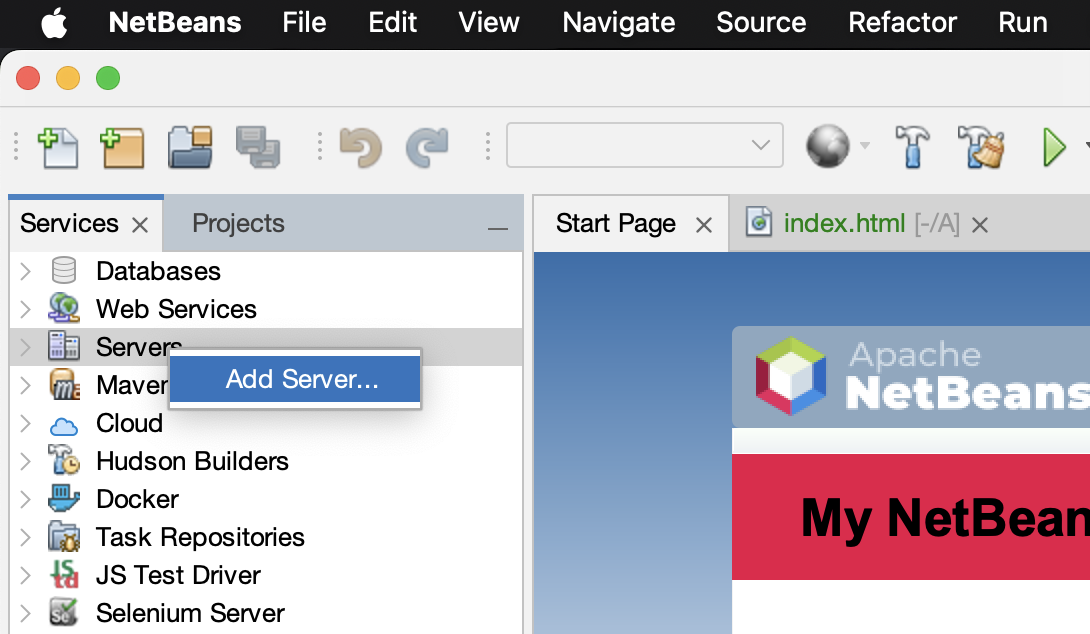 NetBeans File Edit View Navigate Source Refactor Run
Services Projects
Start Page index.html [-/A]
Databases
Web Services
Servers
Add Server...
Maven
Cloud
Hudson Builders
Docker
Task Repositories
JS Test Driver
Selenium Server
Apache
NetBeans
My NetBean